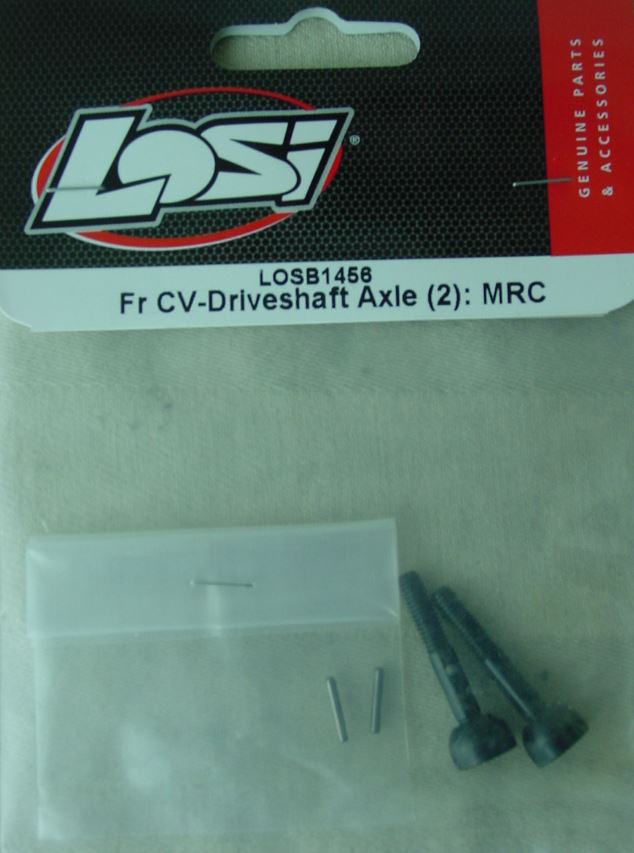 Losi®
GENUINE PARTS
& ACCESSORIES
LOSB1456
Fr CV-Driveshaft Axle (2): MRC